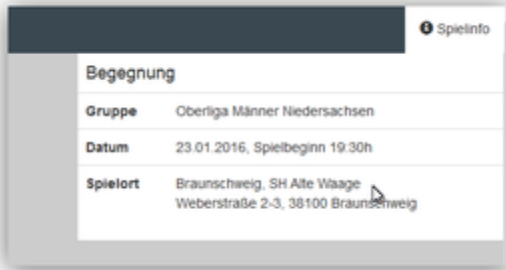 Spielinfo
Begegnung
Gruppe Oberliga Männer Niedersachsen
Datum 23.01.2016, Spielbeginn 19:30h
Spielort Braunschweig, SH Alte Waage
Weberstraße 2-3, 38100 Braunschweig